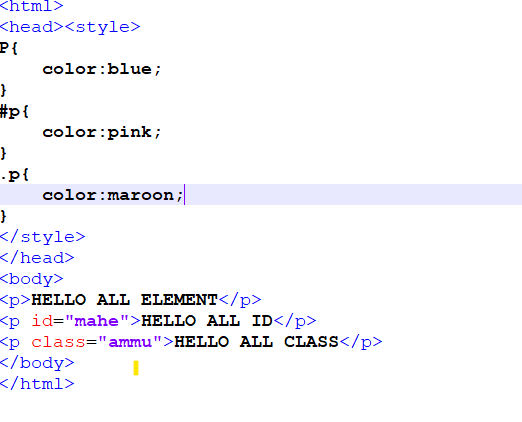 <html>
<head><style>
P{
    color:blue;
}
#p{
    color:pink;
}
.p{
    color:maroon;
}
</style>
</head>
<body>
<p>HELLO ALL ELEMENT</p>
<p id="mahe">HELLO ALL ID</p>
<p class="ammu">HELLO ALL CLASS</p>
</body>
</html>